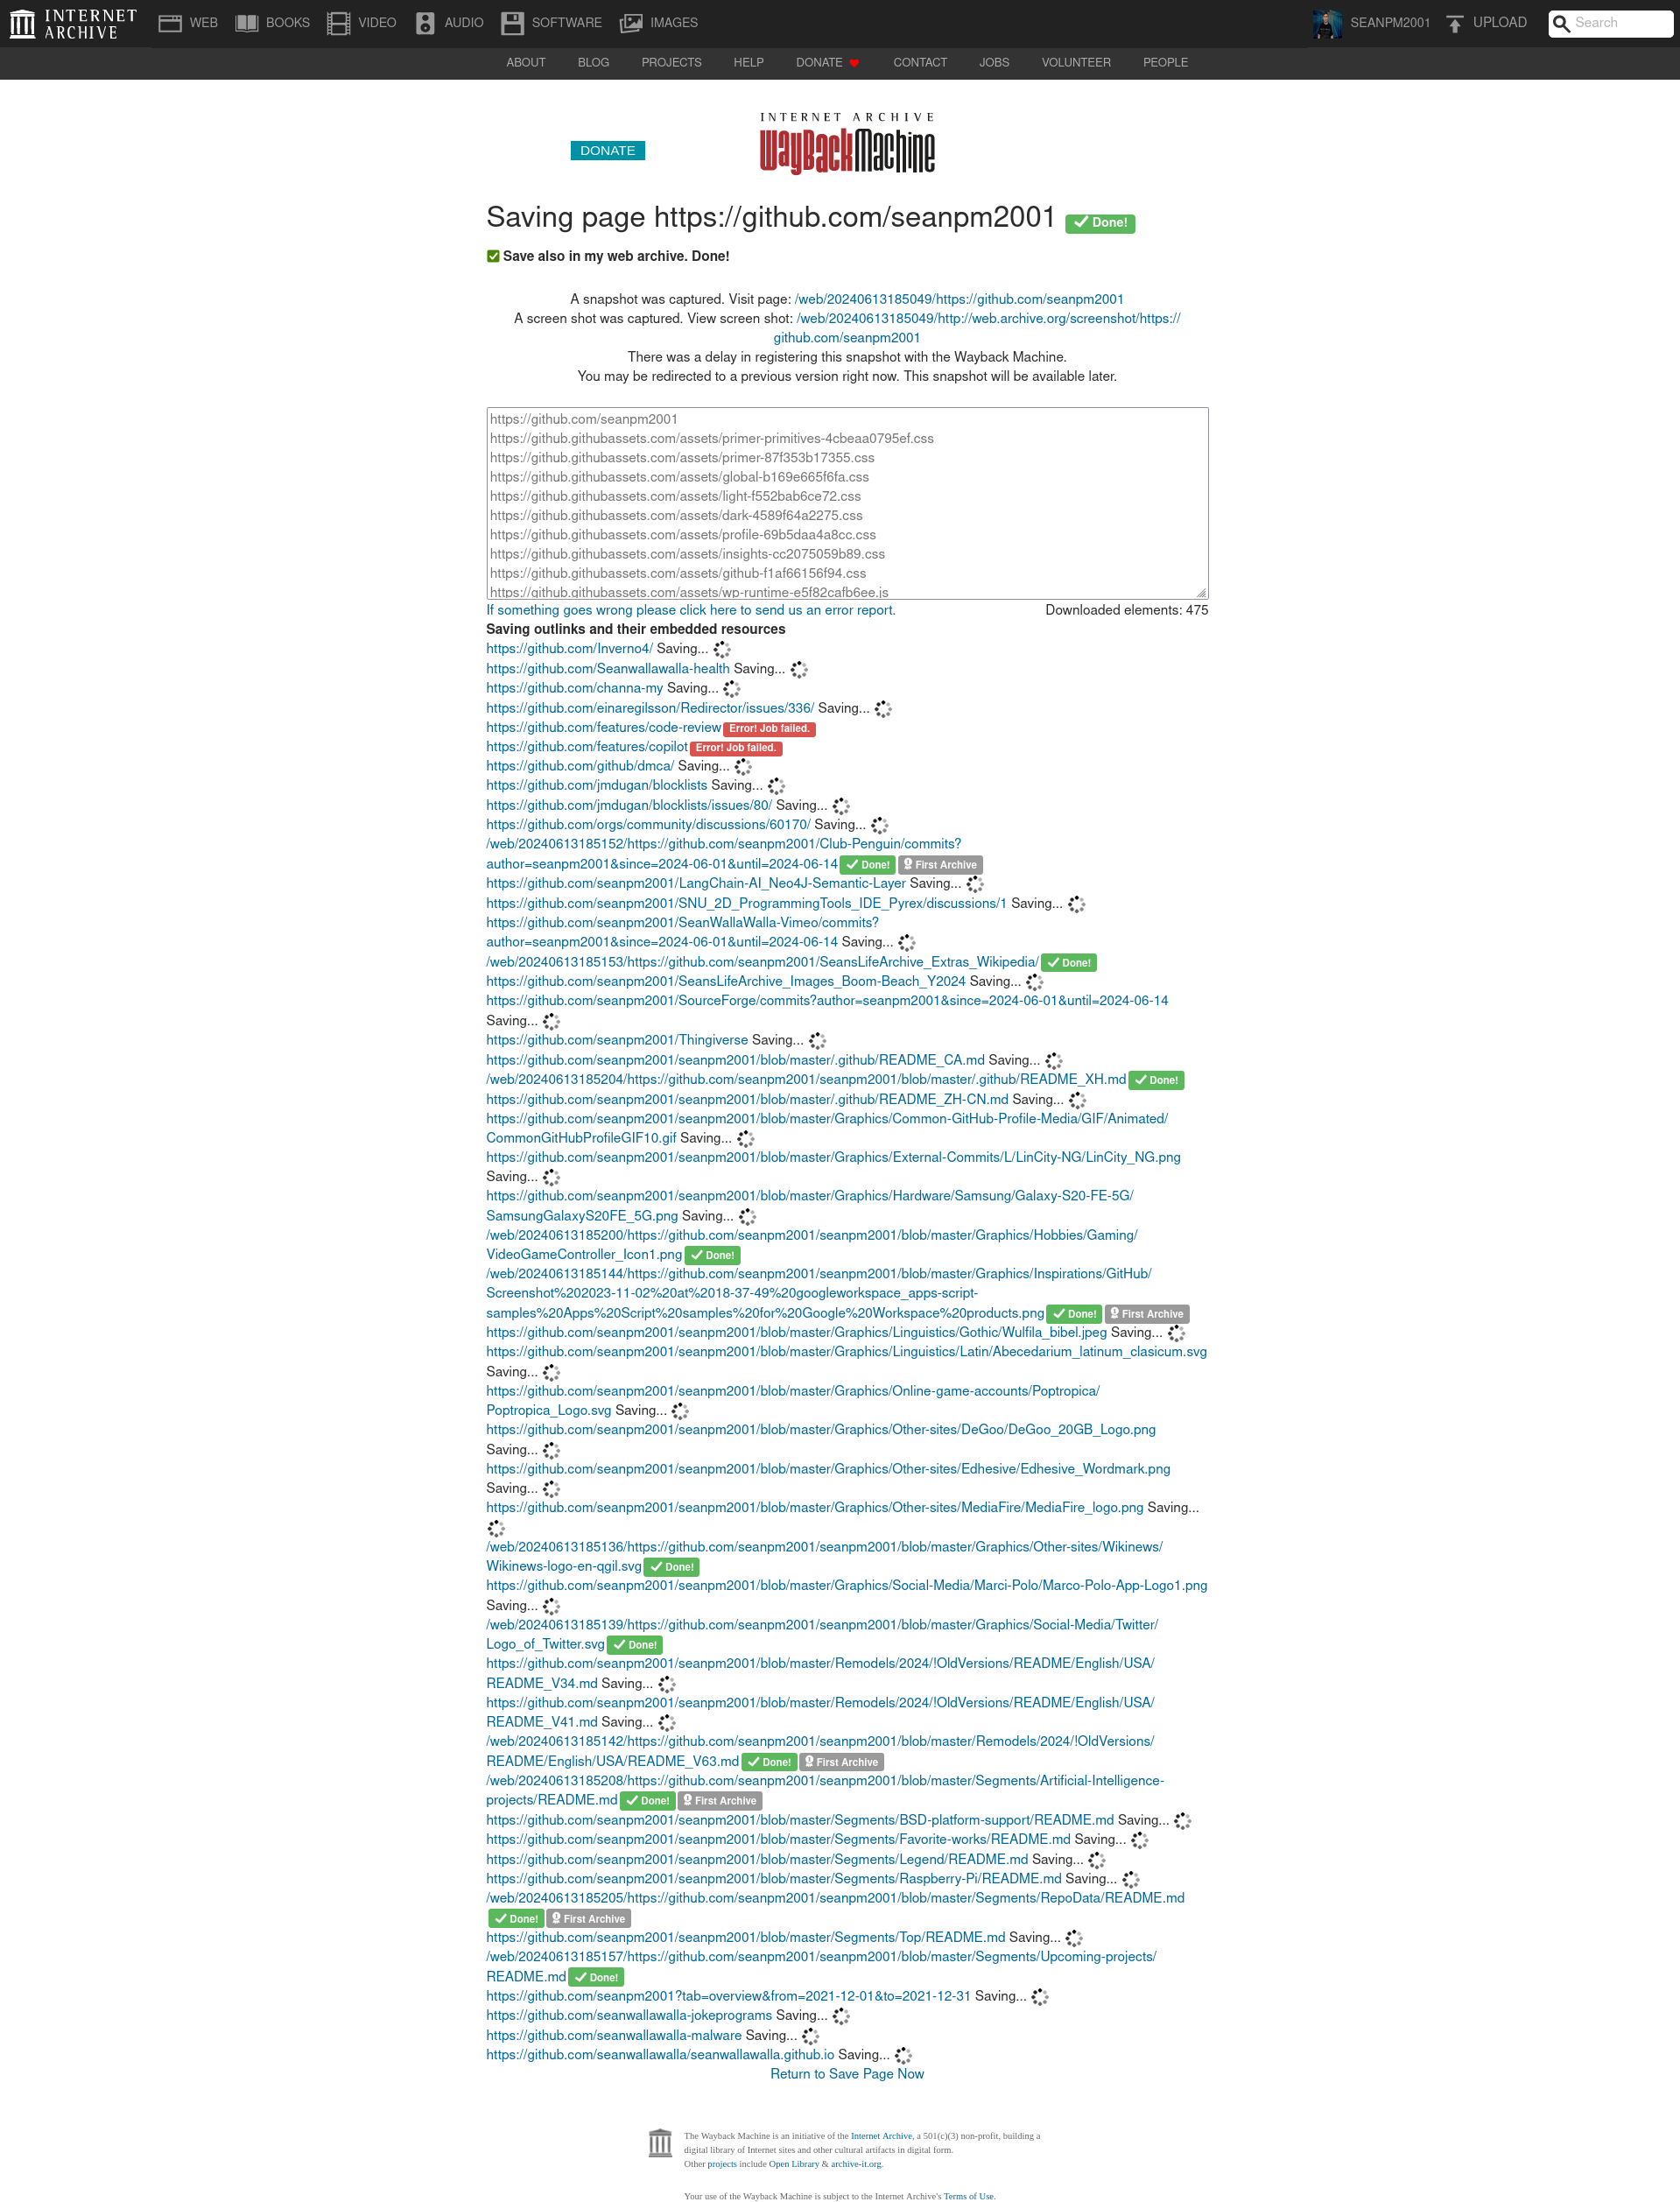 INTERNET ARCHIVE WEB BOOKS VIDEO AUDIO SOFTWARE IMAGES SEANPM2001 UPLOAD Search
ABOUT BLOG PROJECTS HELP DONATE CONTACT JOBS VOLUNTEER PEOPLE
INTERNET ARCHIVE
DONATE WayBackMachine
Saving page https://github.com/seanpm2001 Done!
Save also in my web archive. Done!
A snapshot was captured. Visit page: /web/20240613185049/https://github.com/seanpm2001
A screen shot was captured. View screen shot: /web/20240613185049/http://web.archive.org/screenshot/https://
github.com/seanpm2001
There was a delay in registering this snapshot with the Wayback Machine.
You may be redirected to a previous version right now. This snapshot will be available later.
https://github.com/seanpm2001
https://github.githubassets.com/assets/primer-primitives-4cbeaa0795ef.css
https://github.githubassets.com/assets/primer-87f353b17355.css
https://github.githubassets.com/assets/global-b169e665f6fa.css
https://github.githubassets.com/assets/light-f552bab6ce72.css
https://github.githubassets.com/assets/dark-4589f64a2275.css
https://github.githubassets.com/assets/profile-69b5daa4a8cc.css
https://github.githubassets.com/assets/insights-cc2075059b89.css
https://github.githubassets.com/assets/github-f1af66156f94.css
https://github.githubassets.com/assets/wp-runtime-e5f82cafb6ee.js
If something goes wrong please click here to send us an error report. Downloaded elements: 475
Saving outlinks and their embedded resources
https://github.com/Inverno4/ Saving...
https://github.com/Seanwallawalla-health Saving...
https://github.com/channa-my Saving...
https://github.com/einaregilsson/Redirector/issues/336/ Saving...
https://github.com/features/code-review Error! Job failed.
https://github.com/features/copilot Error! Job failed.
https://github.com/github/dmca/ Saving...
https://github.com/jmdugan/blocklists Saving...
https://github.com/jmdugan/blocklists/issues/80/ Saving...
https://github.com/orgs/community/discussions/60170/ Saving...
/web/20240613185152/https://github.com/seanpm2001/Club-Penguin/commits?
author=seanpm2001&since=2024-06-01&until=2024-06-14 Done! First Archive
https://github.com/seanpm2001/LangChain-AI_Neo4J-Semantic-Layer Saving...
https://github.com/seanpm2001/SNU_2D_ProgrammingTools_IDE_Pyrex/discussions/1 Saving...
https://github.com/seanpm2001/SeanWallaWalla-Vimeo/commits?
author=seanpm2001&since=2024-06-01&until=2024-06-14 Saving...
/web/20240613185153/https://github.com/seanpm2001/SeansLifeArchive_Extras_Wikipedia/ Done!
https://github.com/seanpm2001/SeansLifeArchive_Images_Boom-Beach_Y2024 Saving...
https://github.com/seanpm2001/SourceForge/commits?author=seanpm2001&since=2024-06-01&until=2024-06-14
Saving...
https://github.com/seanpm2001/Thingiverse Saving...
https://github.com/seanpm2001/seanpm2001/blob/master/.github/README_CA.md Saving...
/web/20240613185204/https://github.com/seanpm2001/seanpm2001/blob/master/.github/README_XH.md Done!
https://github.com/seanpm2001/seanpm2001/blob/master/.github/README_ZH-CN.md Saving...
https://github.com/seanpm2001/seanpm2001/blob/master/Graphics/Common-GitHub-Profile-Media/GIF/Animated/
CommonGitHubProfileGIF10.gif Saving...
https://github.com/seanpm2001/seanpm2001/blob/master/Graphics/External-Commits/L/LinCity-NG/LinCity_NG.png
Saving...
https://github.com/seanpm2001/seanpm2001/blob/master/Graphics/Hardware/Samsung/Galaxy-S20-FE-5G/
SamsungGalaxyS20FE_5G.png Saving...
/web/20240613185200/https://github.com/seanpm2001/seanpm2001/blob/master/Graphics/Hobbies/Gaming/
VideoGameController_Icon1.png Done!
/web/20240613185144/https://github.com/seanpm2001/seanpm2001/blob/master/Graphics/Inspirations/GitHub/
Screenshot%202023-11-02%20at%2018-37-49%20googleworkspace_apps-script-
samples%20Apps%20Script%20samples%20for%20Google%20Workspace%20products.png Done! First Archive
https://github.com/seanpm2001/seanpm2001/blob/master/Graphics/Linguistics/Gothic/Wulfila_bibel.jpeg Saving...
https://github.com/seanpm2001/seanpm2001/blob/master/Graphics/Linguistics/Latin/Abecedarium_latinum_clasicum.svg
Saving...
https://github.com/seanpm2001/seanpm2001/blob/master/Graphics/Online-game-accounts/Poptropica/
Poptropica_Logo.svg Saving...
https://github.com/seanpm2001/seanpm2001/blob/master/Graphics/Other-sites/DeGoo/DeGoo_20GB_Logo.png
Saving...
https://github.com/seanpm2001/seanpm2001/blob/master/Graphics/Other-sites/Edhesive/Edhesive_Wordmark.png
Saving...
https://github.com/seanpm2001/seanpm2001/blob/master/Graphics/Other-sites/MediaFire/MediaFire_logo.png Saving...
/web/20240613185136/https://github.com/seanpm2001/seanpm2001/blob/master/Graphics/Other-sites/Wikinews/
Wikinews-logo-en-qgil.svg Done!
https://github.com/seanpm2001/seanpm2001/blob/master/Graphics/Social-Media/Marci-Polo/Marco-Polo-App-Logo1.png
Saving...
/web/20240613185139/https://github.com/seanpm2001/seanpm2001/blob/master/Graphics/Social-Media/Twitter/
Logo_of_Twitter.svg Done!
https://github.com/seanpm2001/seanpm2001/blob/master/Remodels/2024/!OldVersions/README/English/USA/
README_V34.md Saving...
https://github.com/seanpm2001/seanpm2001/blob/master/Remodels/2024/!OldVersions/README/English/USA/
README_V41.md Saving...
/web/20240613185142/https://github.com/seanpm2001/seanpm2001/blob/master/Remodels/2024/!OldVersions/
README/English/USA/README_V63.md Done! First Archive
/web/20240613185208/https://github.com/seanpm2001/seanpm2001/blob/master/Segments/Artificial-Intelligence-
projects/README.md Done! First Archive
https://github.com/seanpm2001/seanpm2001/blob/master/Segments/BSD-platform-support/README.md Saving...
https://github.com/seanpm2001/seanpm2001/blob/master/Segments/Favorite-works/README.md Saving...
https://github.com/seanpm2001/seanpm2001/blob/master/Segments/Legend/README.md Saving...
https://github.com/seanpm2001/seanpm2001/blob/master/Segments/Raspberry-Pi/README.md Saving...
/web/20240613185205/https://github.com/seanpm2001/seanpm2001/blob/master/Segments/RepoData/README.md
Done! First Archive
https://github.com/seanpm2001/seanpm2001/blob/master/Segments/Top/README.md Saving...
/web/20240613185157/https://github.com/seanpm2001/seanpm2001/blob/master/Segments/Upcoming-projects/
README.md Done!
https://github.com/seanpm2001?tab=overview&from=2021-12-01&to=2021-12-31 Saving...
https://github.com/seanwallawalla-jokeprograms Saving...
https://github.com/seanwallawalla-malware Saving...
https://github.com/seanwallawalla/seanwallawalla.github.io Saving...
Return to Save Page Now
The Wayback Machine is an initiative of the Internet Archive, a 501(c)(3) non-profit, building a
digital library of Internet sites and other cultural artifacts in digital form.
Other projects include Open Library & archive-it.org.
Your use of the Wayback Machine is subject to the Internet Archive's Terms of Use.